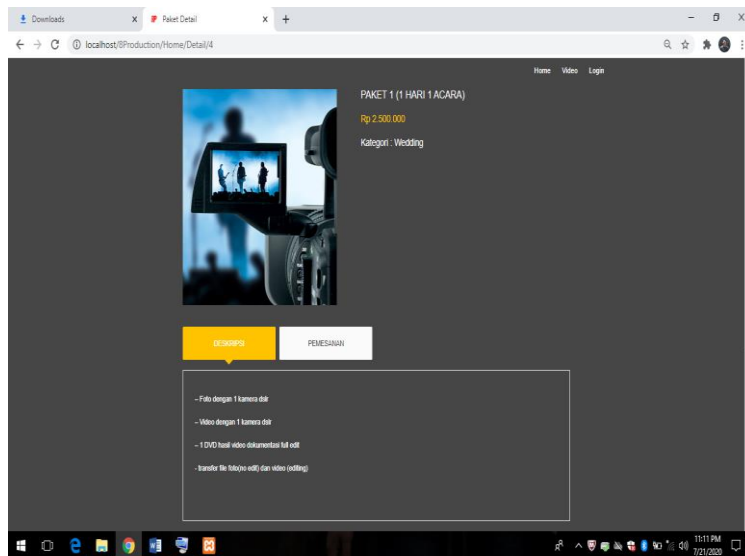 Downloads
Paket Detail
localhost/8Production/Home/Detail/4
Home Video Login
PAKET 1 (1 HARI 1 ACARA)
Rp 2.500.000
Kategori : Wedding
DESKRIPSI PEMESANAN
– Foto dengan 1 kamera dslr
– Video dengan 1 kamera dslr
– 1 DVD hasil video dokumentasi full edit
- transfer file foto(no edit) dan video (editing)
11:11 PM
7/21/2020